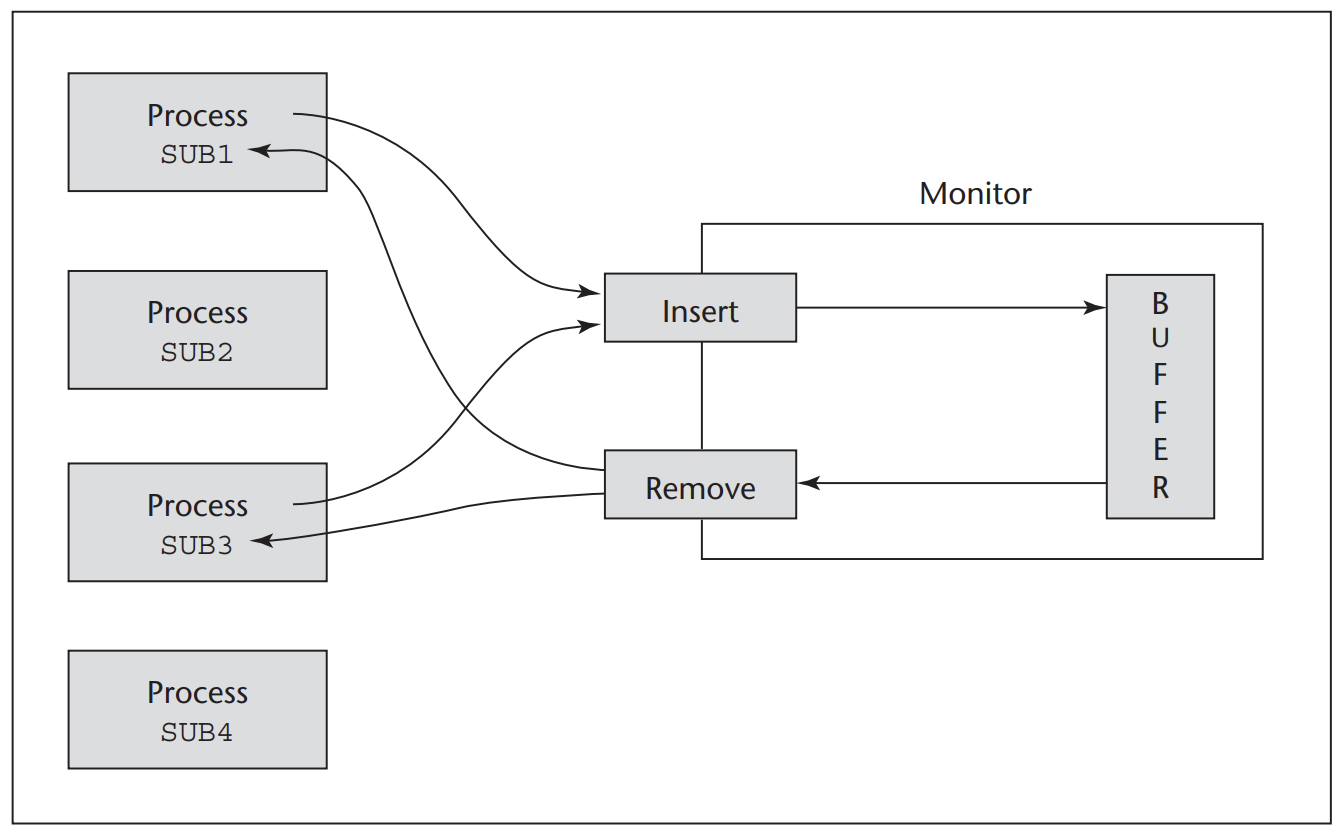 Process
SUB1
Process
SUB2
Process
SUB3
Process
SUB4
Monitor
Insert
Remove
B
U
F
F
E
R